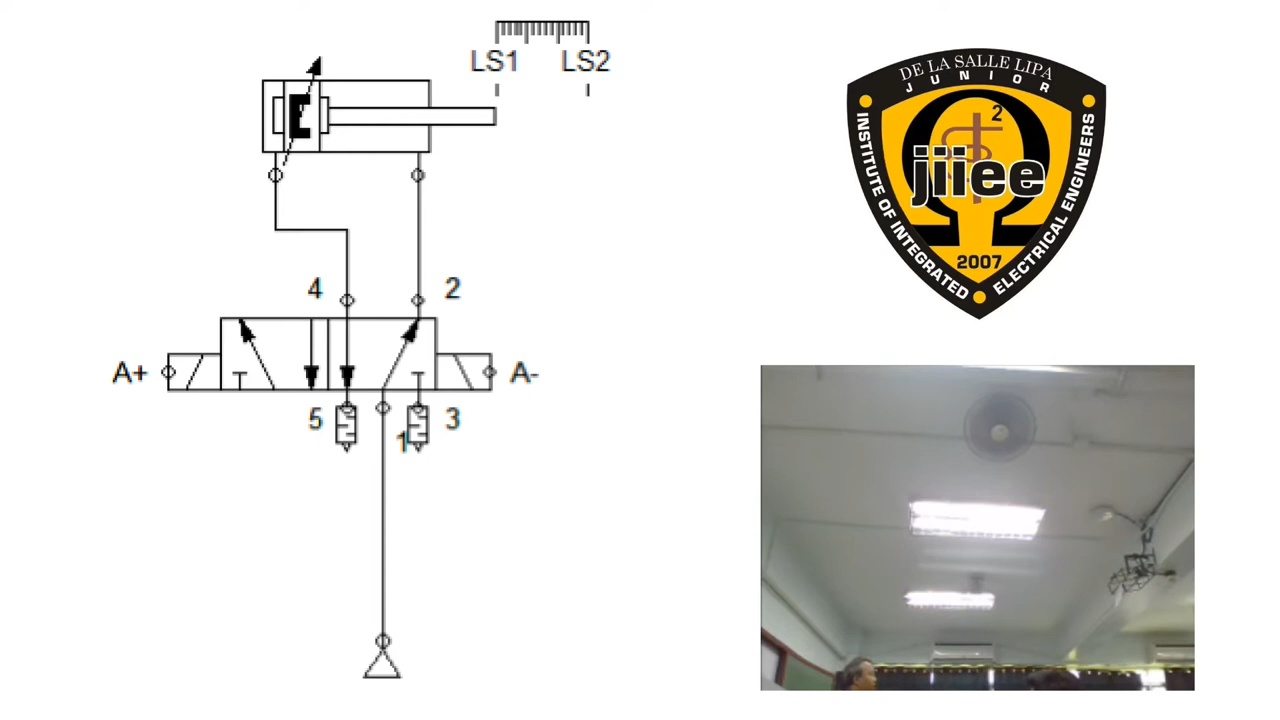 LS1 LS2
4 2
A+ A-
5 1 3
DE LA SALLE LIPA
JUNIOR
2
jiiee
INSTITUTE OF INTEGRATED
ELECTRICAL ENGINEERS
2007